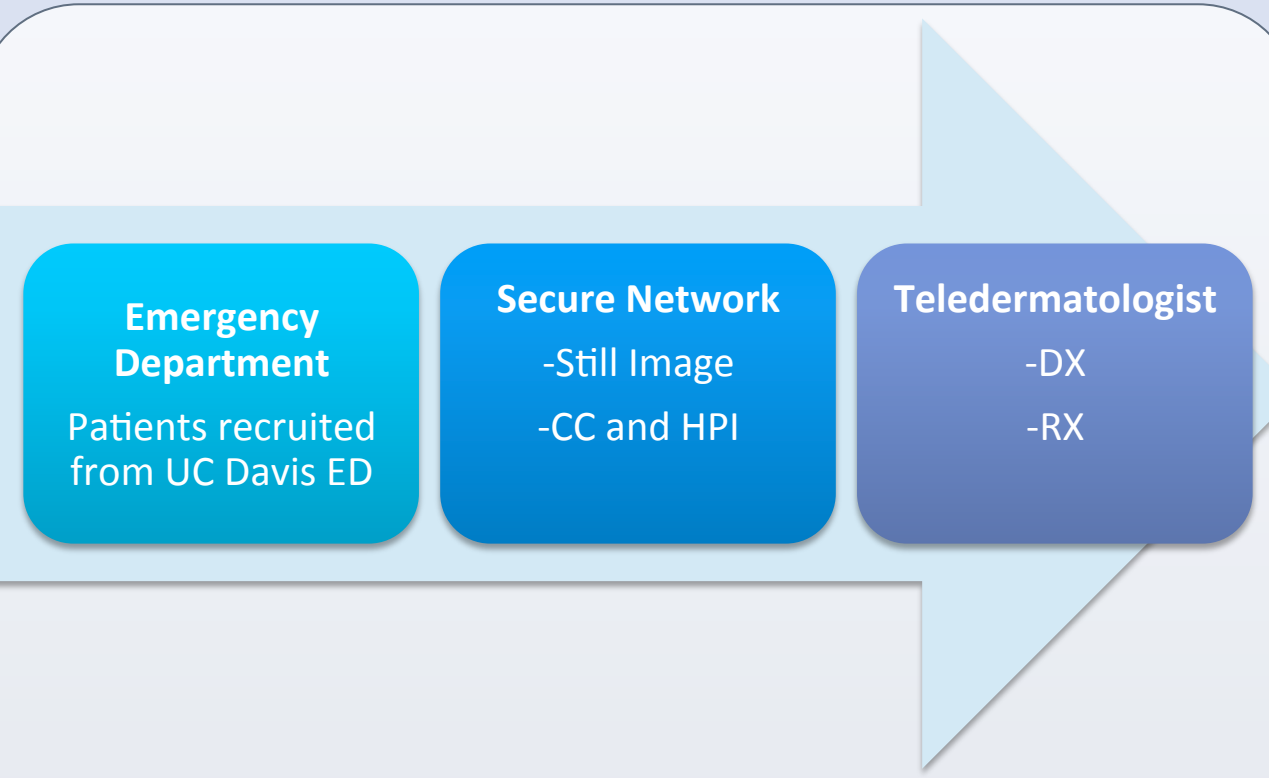 Emergency
Department
Patients recruited
from UC Davis ED
Secure Network
-Still Image
-CC and HPI
Teledermatologist
-DX
-RX